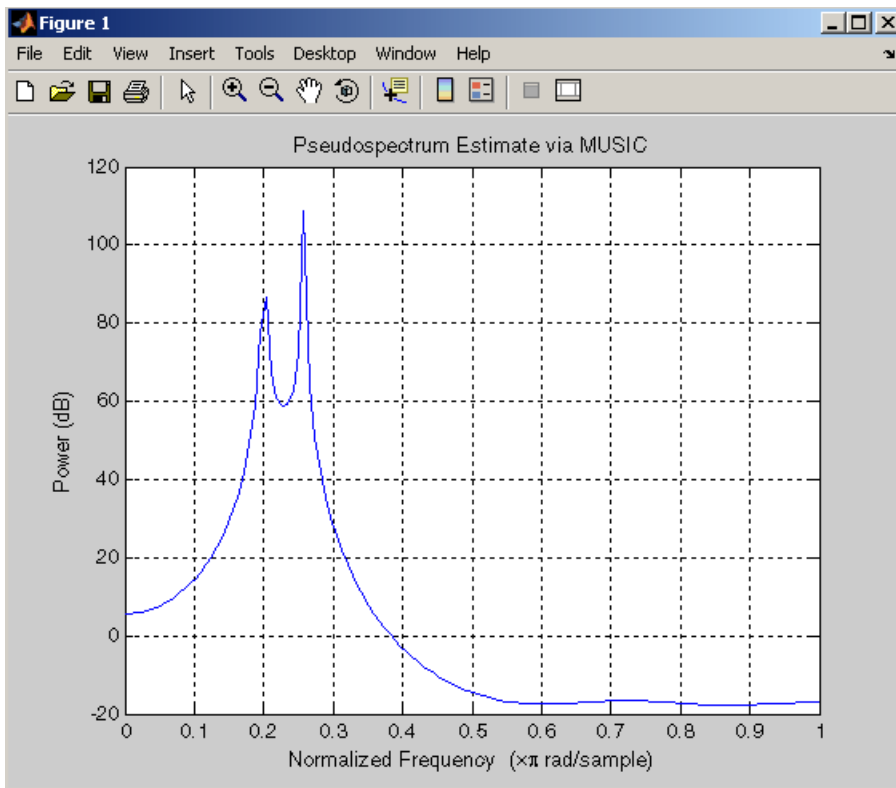 Figure 1
File Edit View Insert Tools Desktop Window Help
Pseudospectrum Estimate via MUSIC
120
100
80
60
40
20
0
-20
Power (dB)
0 0.1 0.2 0.3 0.4 0.5 0.6 0.7 0.8 0.9 1
Normalized Frequency (×π rad/sample)